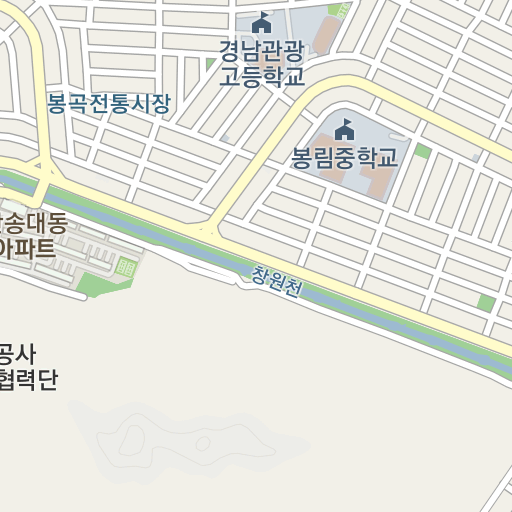 경남관광
고등학교
봉곡전통시장
봉림중학교
송대동
아파트
창원천
공사
협력단